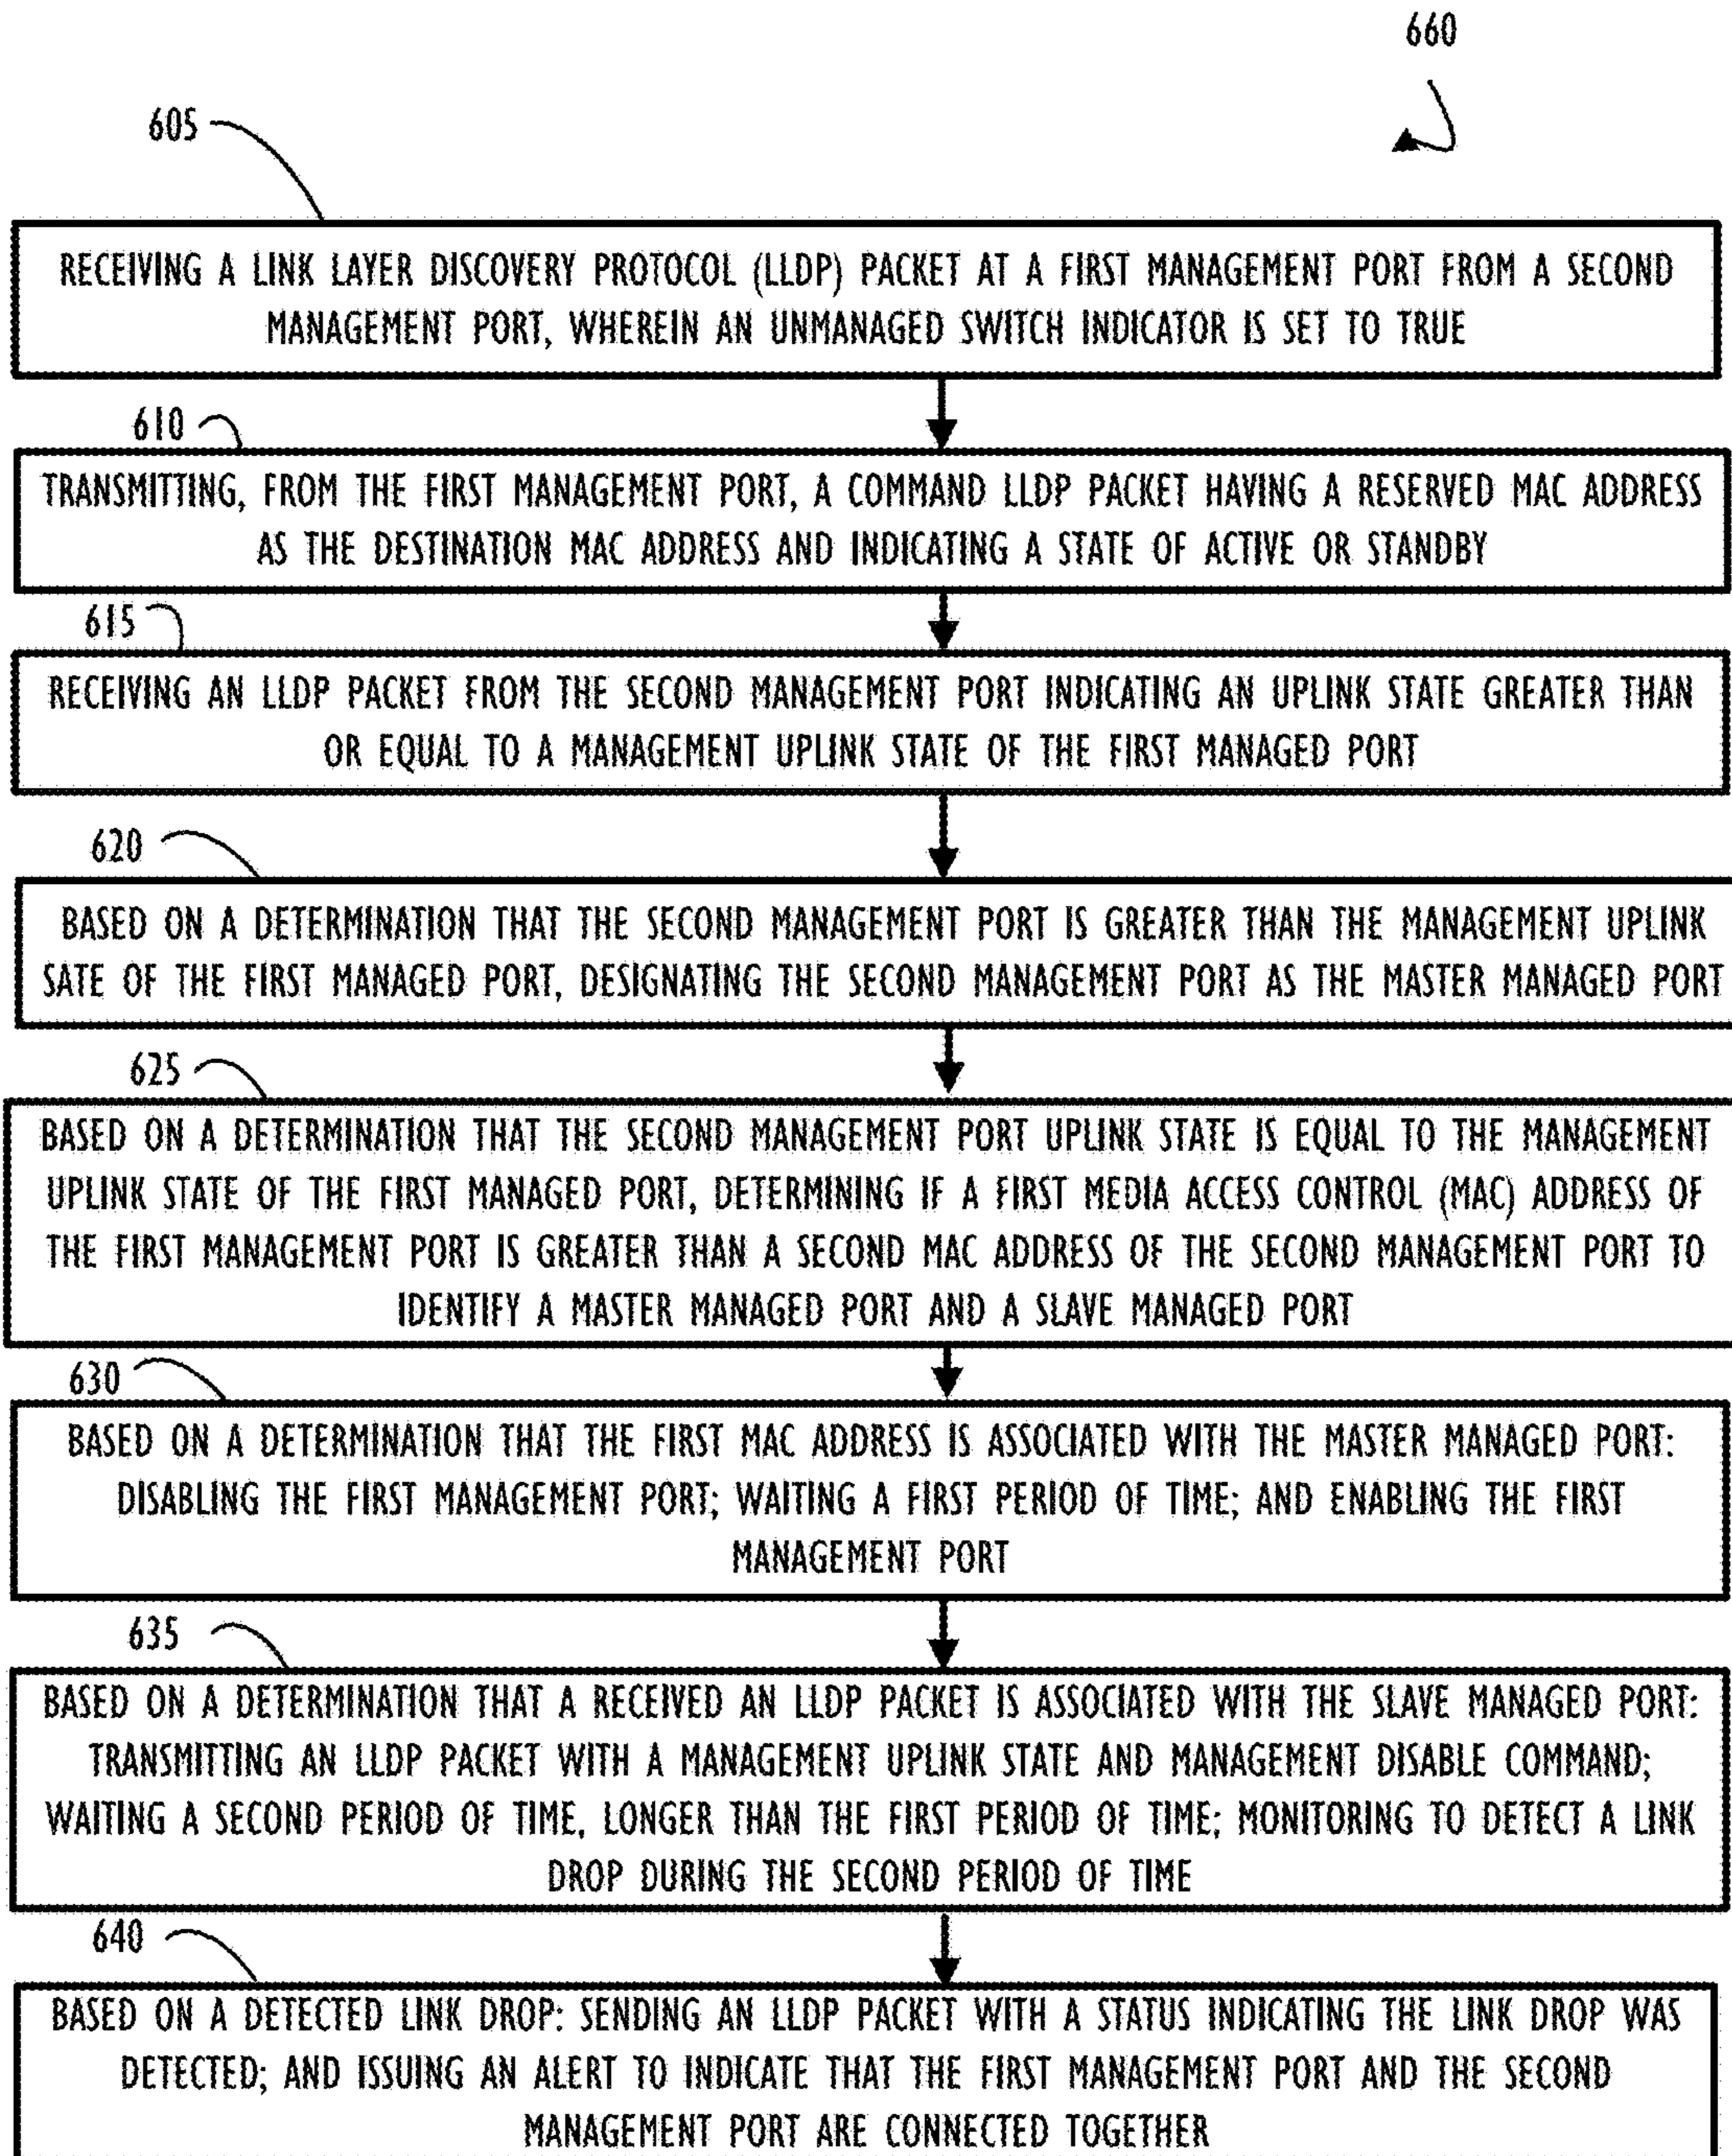 660
605
RECEIVING A LINK LAYER DISCOVERY PROTOCOL (LLDP) PACKET AT A FIRST MANAGEMENT PORT FROM A SECOND
MANAGEMENT PORT, WHEREIN AN UNMANAGED SWITCH INDICATOR IS SET TO TRUE
610
TRANSMITTING, FROM THE FIRST MANAGEMENT PORT, A COMMAND LLDP PACKET HAVING A RESERVED MAC ADDRESS
AS THE DESTINATION MAC ADDRESS AND INDICATING A STATE OF ACTIVE OR STANDBY
615
RECEIVING AN LLDP PACKET FROM THE SECOND MANAGEMENT PORT INDICATING AN UPLINK STATE GREATER THAN
OR EQUAL TO A MANAGEMENT UPLINK STATE OF THE FIRST MANAGED PORT
620
BASED ON A DETERMINATION THAT THE SECOND MANAGEMENT PORT IS GREATER THAN THE MANAGEMENT UPLINK
SATE OF THE FIRST MANAGED PORT, DESIGNATING THE SECOND MANAGEMENT PORT AS THE MASTER MANAGED PORT
625
BASED ON A DETERMINATION THAT THE SECOND MANAGEMENT PORT UPLINK STATE IS EQUAL TO THE MANAGEMENT
UPLINK STATE OF THE FIRST MANAGED PORT, DETERMINING IF A FIRST MEDIA ACCESS CONTROL (MAC) ADDRESS OF
THE FIRST MANAGEMENT PORT IS GREATER THAN A SECOND MAC ADDRESS OF THE SECOND MANAGEMENT PORT TO
IDENTIFY A MASTER MANAGED PORT AND A SLAVE MANAGED PORT
630
BASED ON A DETERMINATION THAT THE FIRST MAC ADDRESS IS ASSOCIATED WITH THE MASTER MANAGED PORT:
DISABLING THE FIRST MANAGEMENT PORT; WAITING A FIRST PERIOD OF TIME; AND ENABLING THE FIRST
MANAGEMENT PORT
635
BASED ON A DETERMINATION THAT A RECEIVED AN LLDP PACKET IS ASSOCIATED WITH THE SLAVE MANAGED PORT:
TRANSMITTING AN LLDP PACKET WITH A MANAGEMENT UPLINK STATE AND MANAGEMENT DISABLE COMMAND;
WAITING A SECOND PERIOD OF TIME, LONGER THAN THE FIRST PERIOD OF TIME; MONITORING TO DETECT A LINK
DROP DURING THE SECOND PERIOD OF TIME
640
BASED ON A DETECTED LINK DROP: SENDING AN LLDP PACKET WITH A STATUS INDICATING THE LINK DROP WAS
DETECTED; AND ISSUING AN ALERT TO INDICATE THAT THE FIRST MANAGEMENT PORT AND THE SECOND
MANAGEMENT PORT ARE CONNECTED TOGETHER